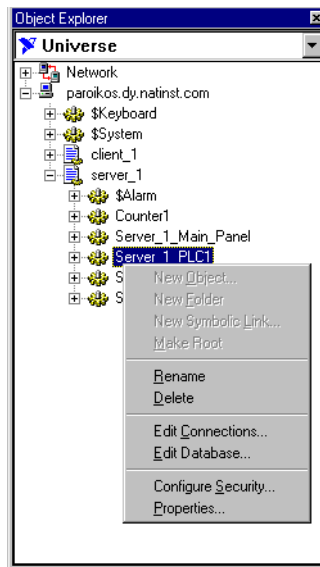 Object Explorer
Universe
Network
paroikos.dy.natinst.com
$Keyboard
$System
client_1
server_1
$Alarm
Counter1
Server_1_Main_Panel
Server_1_PLC1
S
S
New Object...
New Folder
New Symbolic Link...
Make Root
Rename
Delete
Edit Connections...
Edit Database...
Configure Security...
Properties...